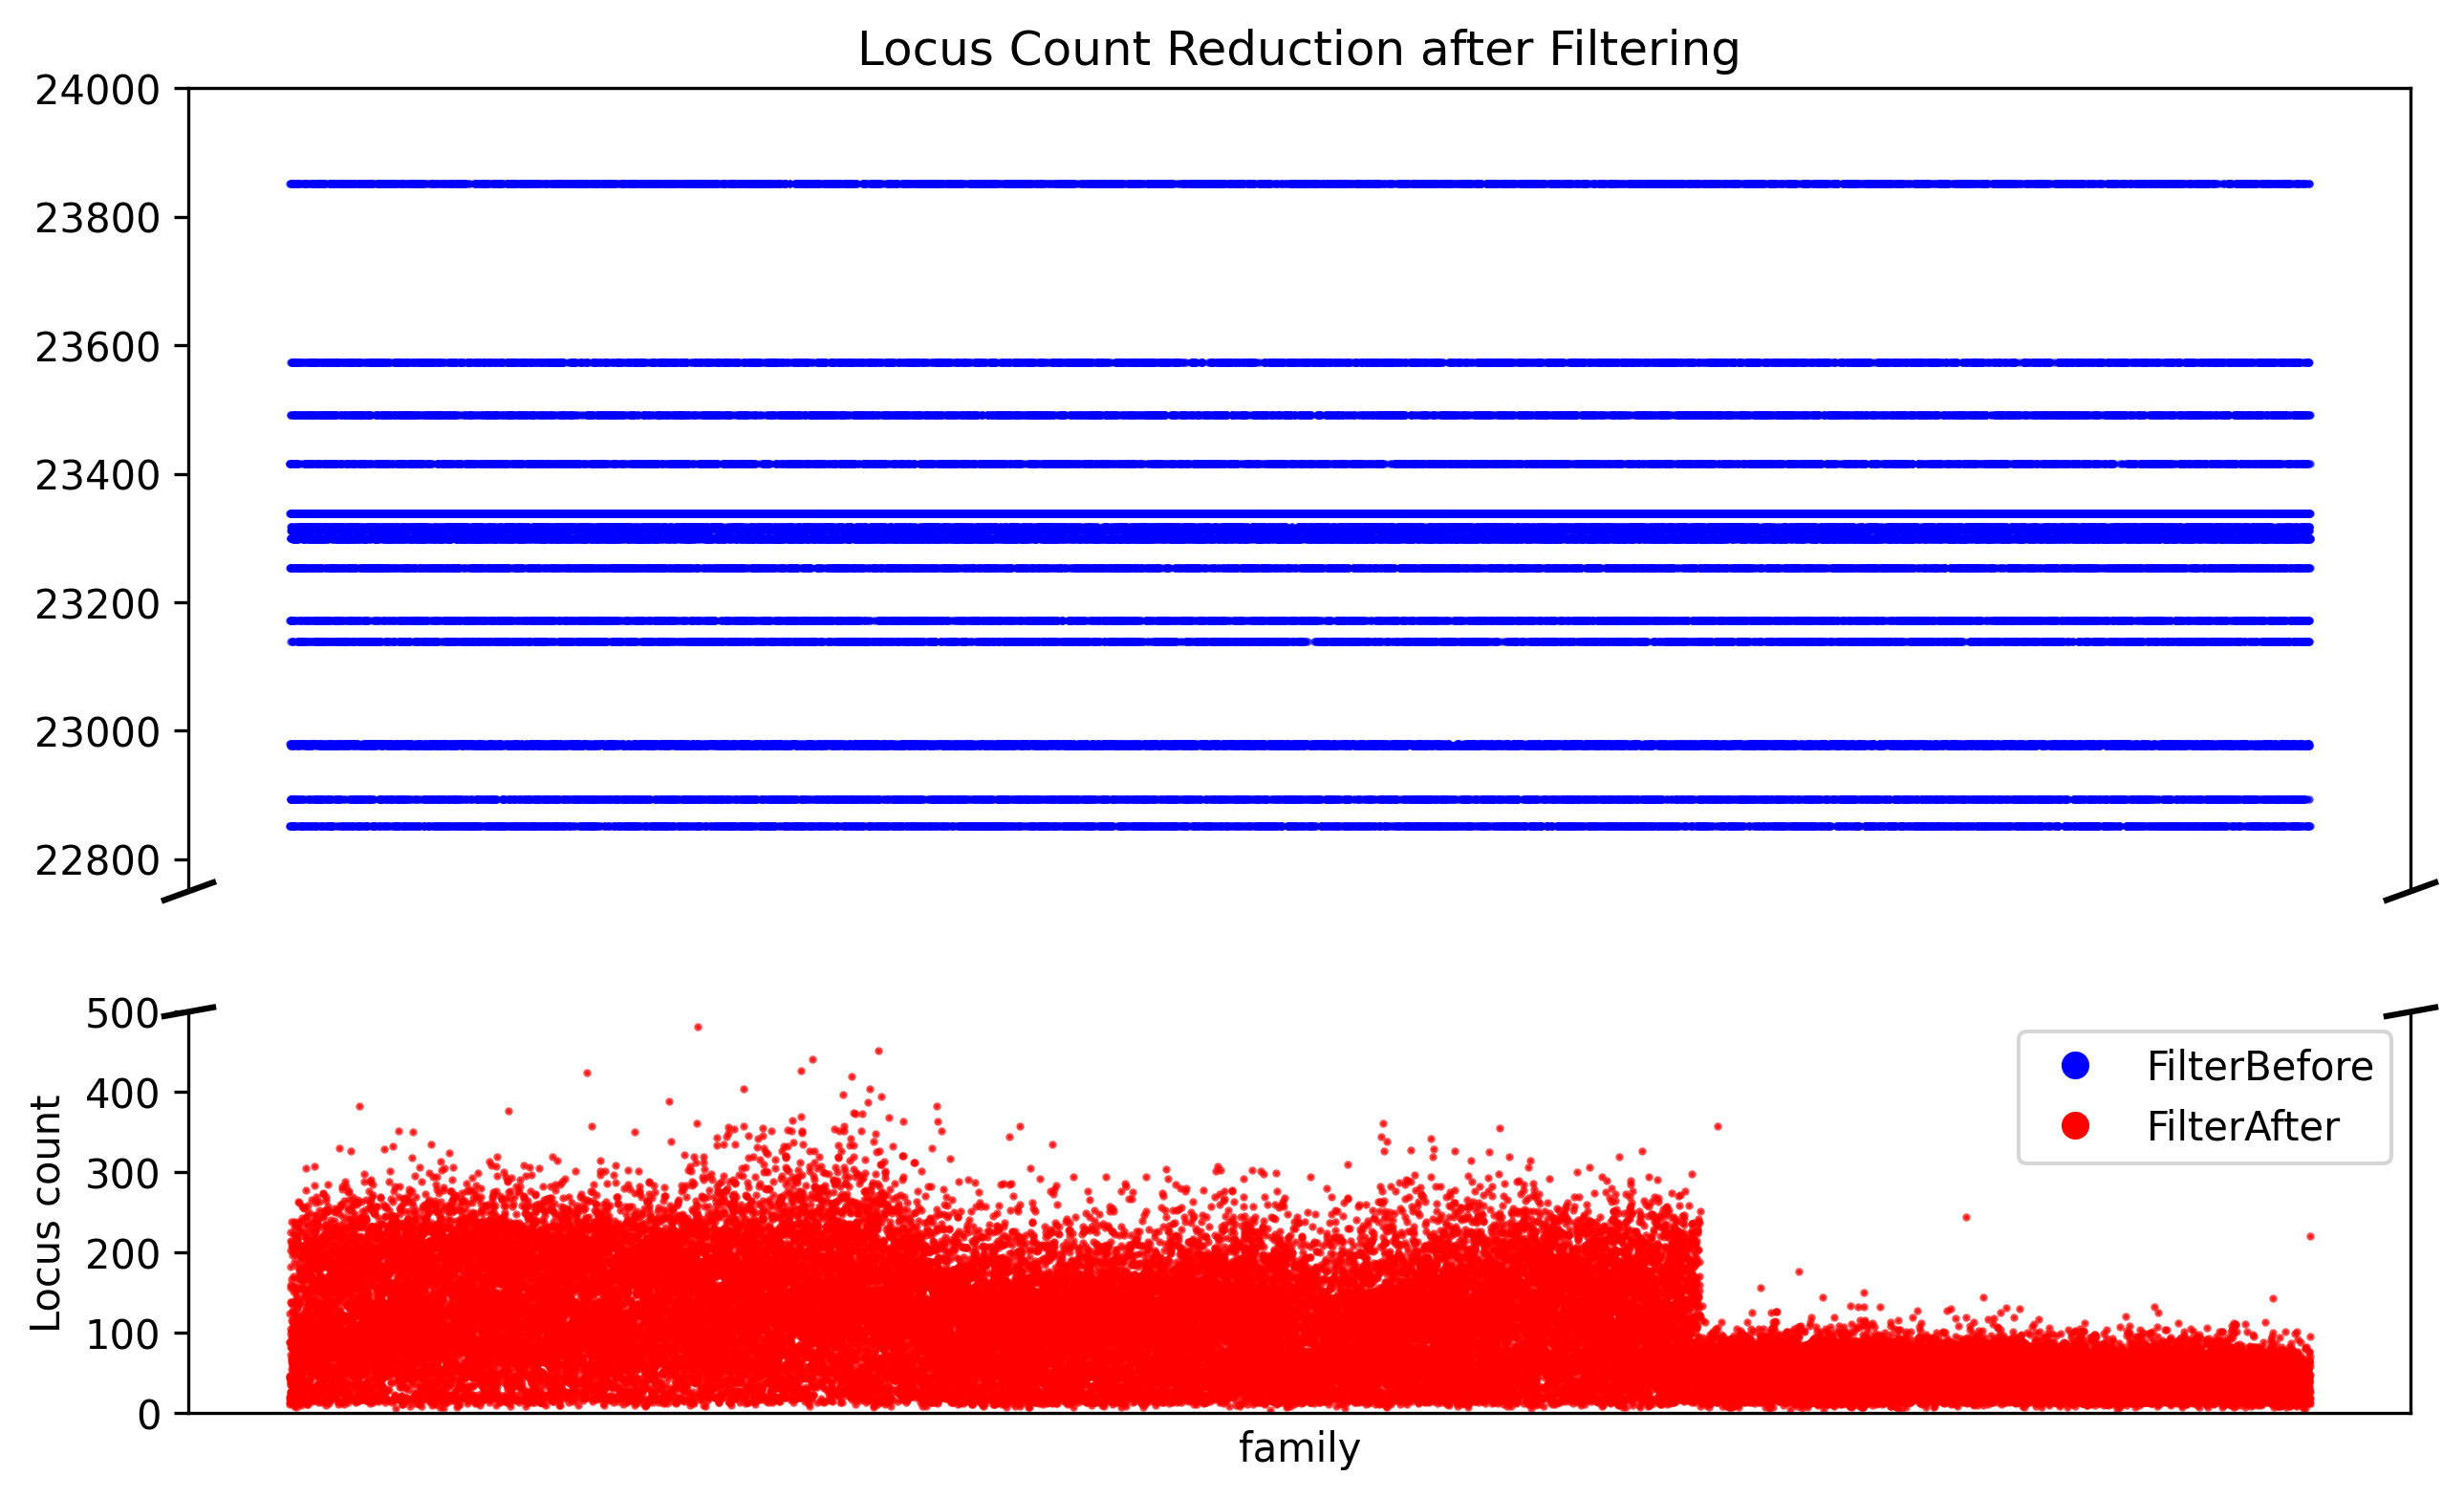 Locus Count Reduction after Filtering
24000
23800
23600
23400
23200
23000
22800
500
400
300
200
100
0
Locus count
FilterBefore
FilterAfter
family